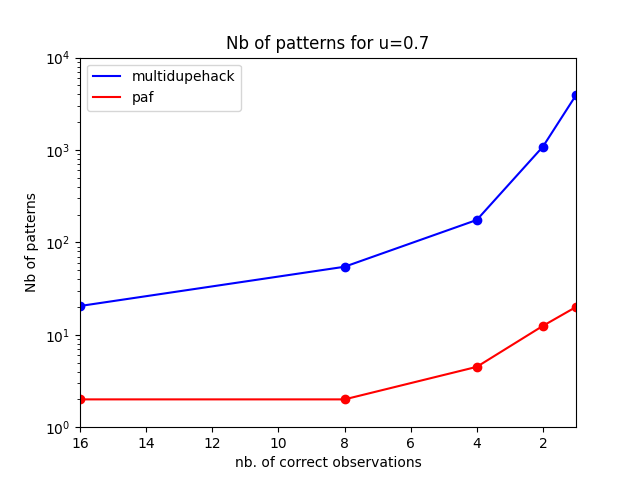 Nb of patterns for u=0.7
multidupehack
paf
Nb of patterns
10^4
10^3
10^2
10^1
10^0
16 14 12 10 8 6 4 2
nb. of correct observations